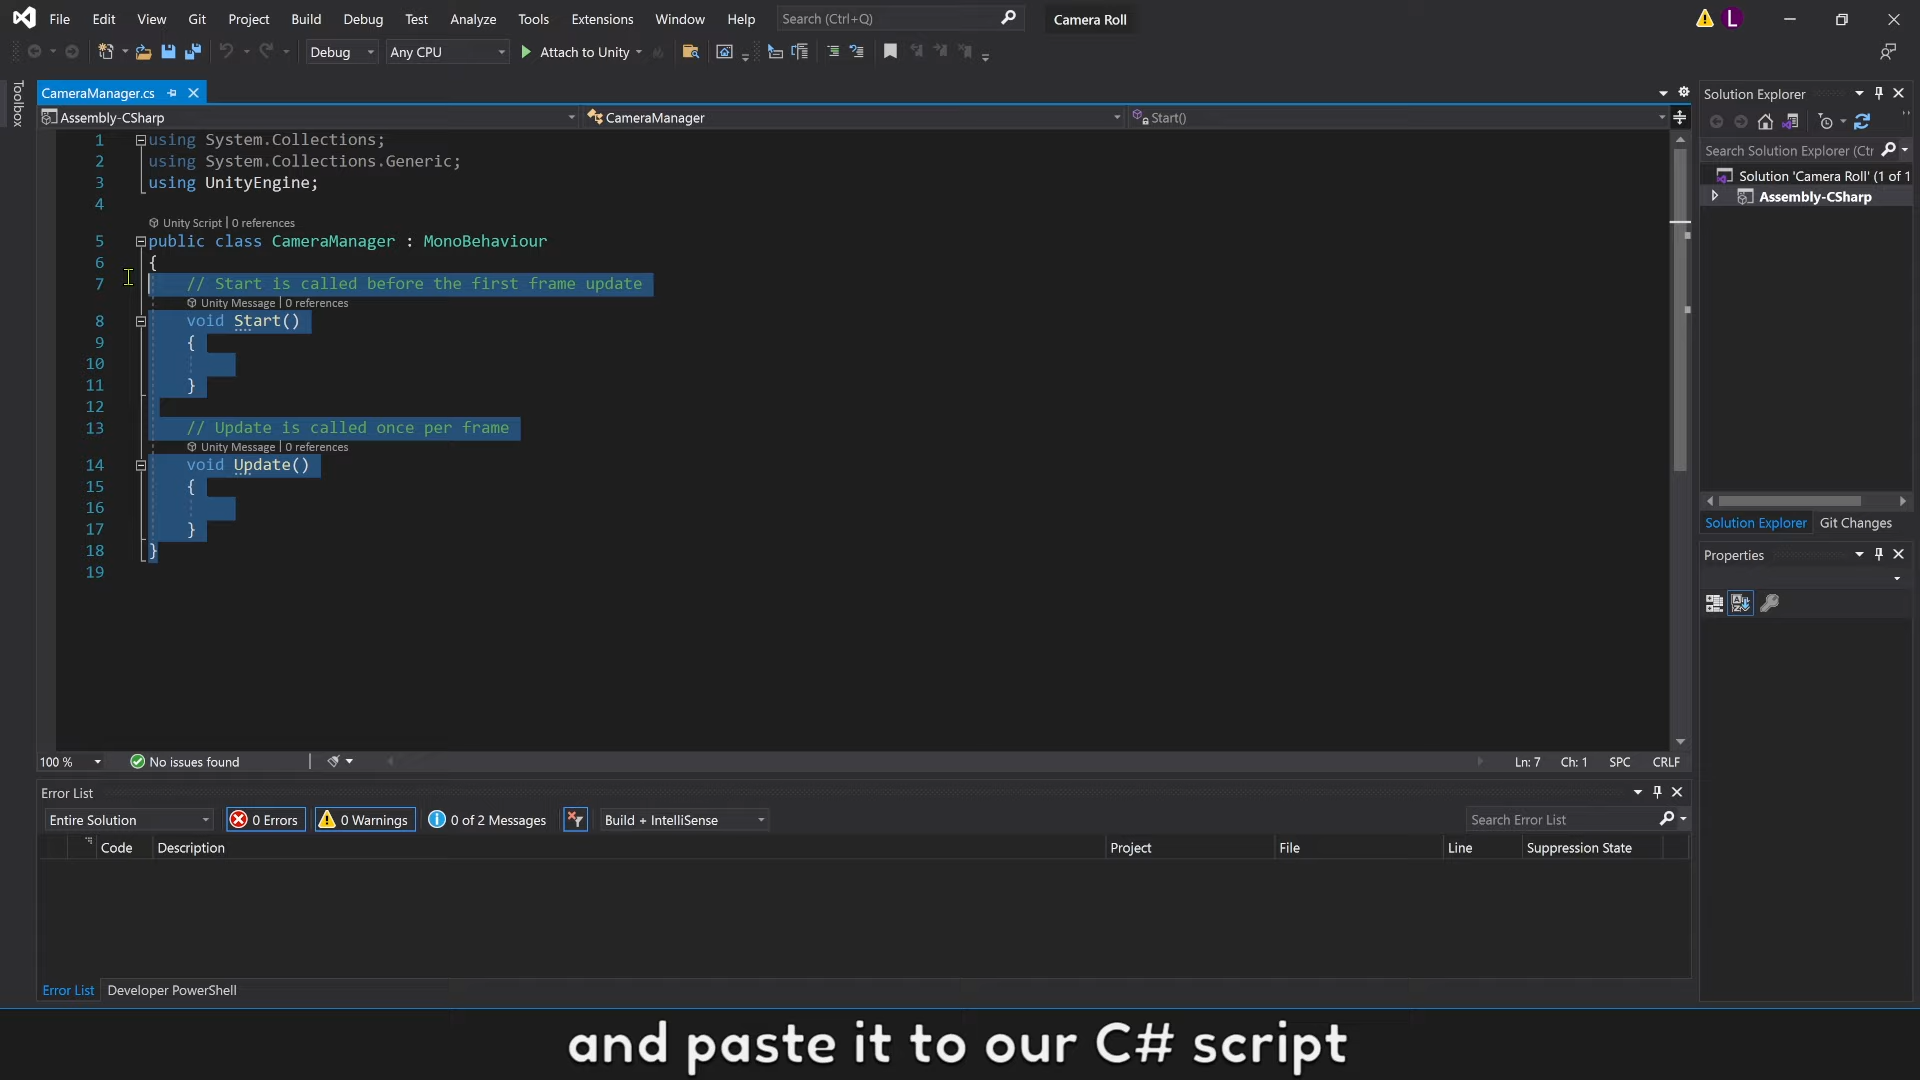 File Edit View Git Project Build Debug Test Analyze Tools Extensions Window Help Search (Ctrl+Q) Camera Roll L
Debug Any CPU Attach to Unity
Toolbox
CameraManager.cs
Assembly-CSharp CameraManager Start()
1 using System.Collections;
2 using System.Collections.Generic;
3 using UnityEngine;
4
Unity Script | 0 references
5 public class CameraManager : MonoBehaviour
6 {
7 // Start is called before the first frame update
Unity Message | 0 references
8 void Start()
9 {
10
11 }
12
13 // Update is called once per frame
Unity Message | 0 references
14 void Update()
15 {
16
17 }
18 }
19
100 % No issues found Ln: 7 Ch: 1 SPC CRLF
Solution Explorer
Search Solution Explorer (Ctr
Solution 'Camera Roll' (1 of 1
Assembly-CSharp
Solution Explorer Git Changes
Properties
Error List
Entire Solution 0 Errors 0 Warnings 0 of 2 Messages Build + IntelliSense Search Error List
Code Description Project File Line Suppression State
Error List Developer PowerShell
and paste it to our C# script